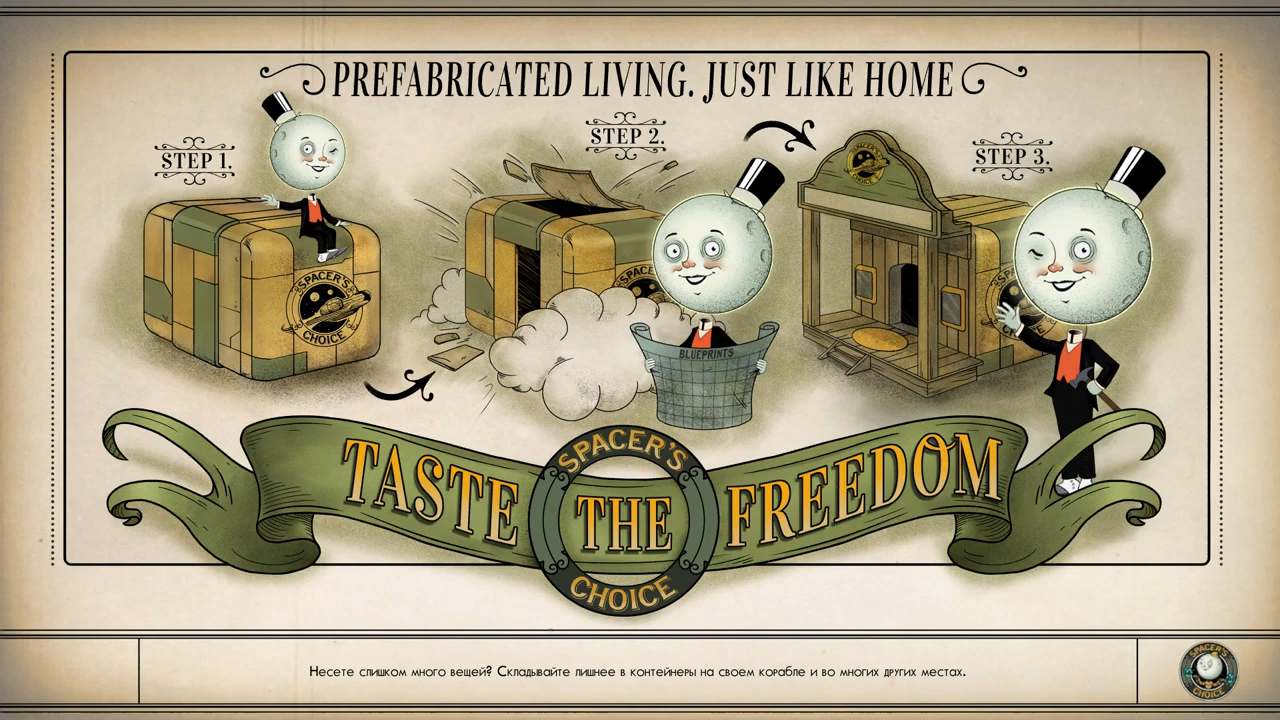 PREFABRICATED LIVING. JUST LIKE HOME
STEP 1.
STEP 2.
STEP 3.
SPACER'S
CHOICE
SPACER'S
SPACER'S
CHOICE
BLUEPRINTS
SPACER'S
CHOICE
TASTE THE FREEDOM
Несете слишком много вещей? Складывайте лишнее в контейнеры на своем корабле и во многих других местах.
SPACER'S
CHOICE